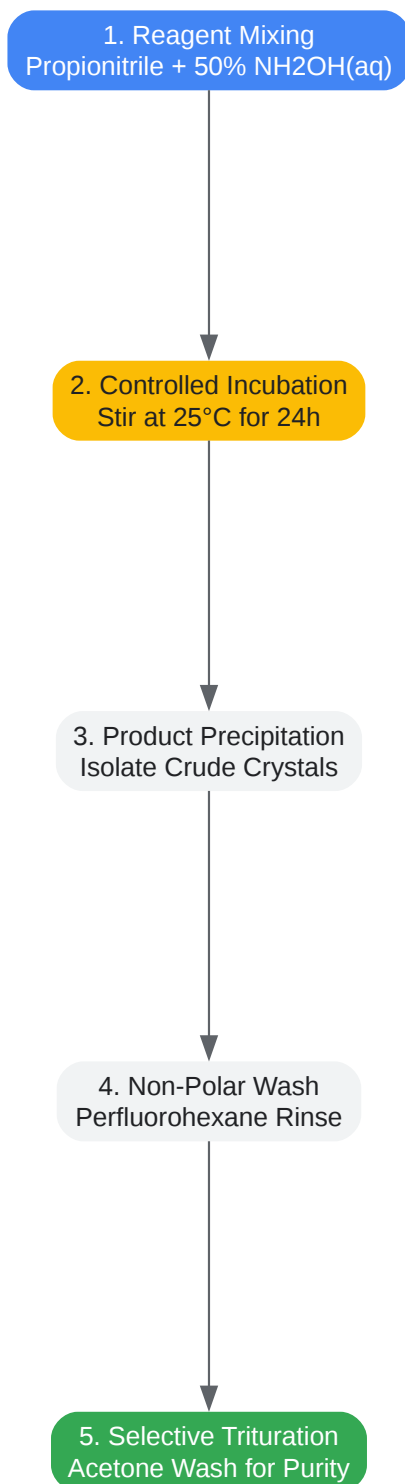 1. Reagent Mixing
Propionitrile + 50% NH2OH(aq)
2. Controlled Incubation
Stir at 25°C for 24h
3. Product Precipitation
Isolate Crude Crystals
4. Non-Polar Wash
Perfluorohexane Rinse
5. Selective Trituration
Acetone Wash for Purity